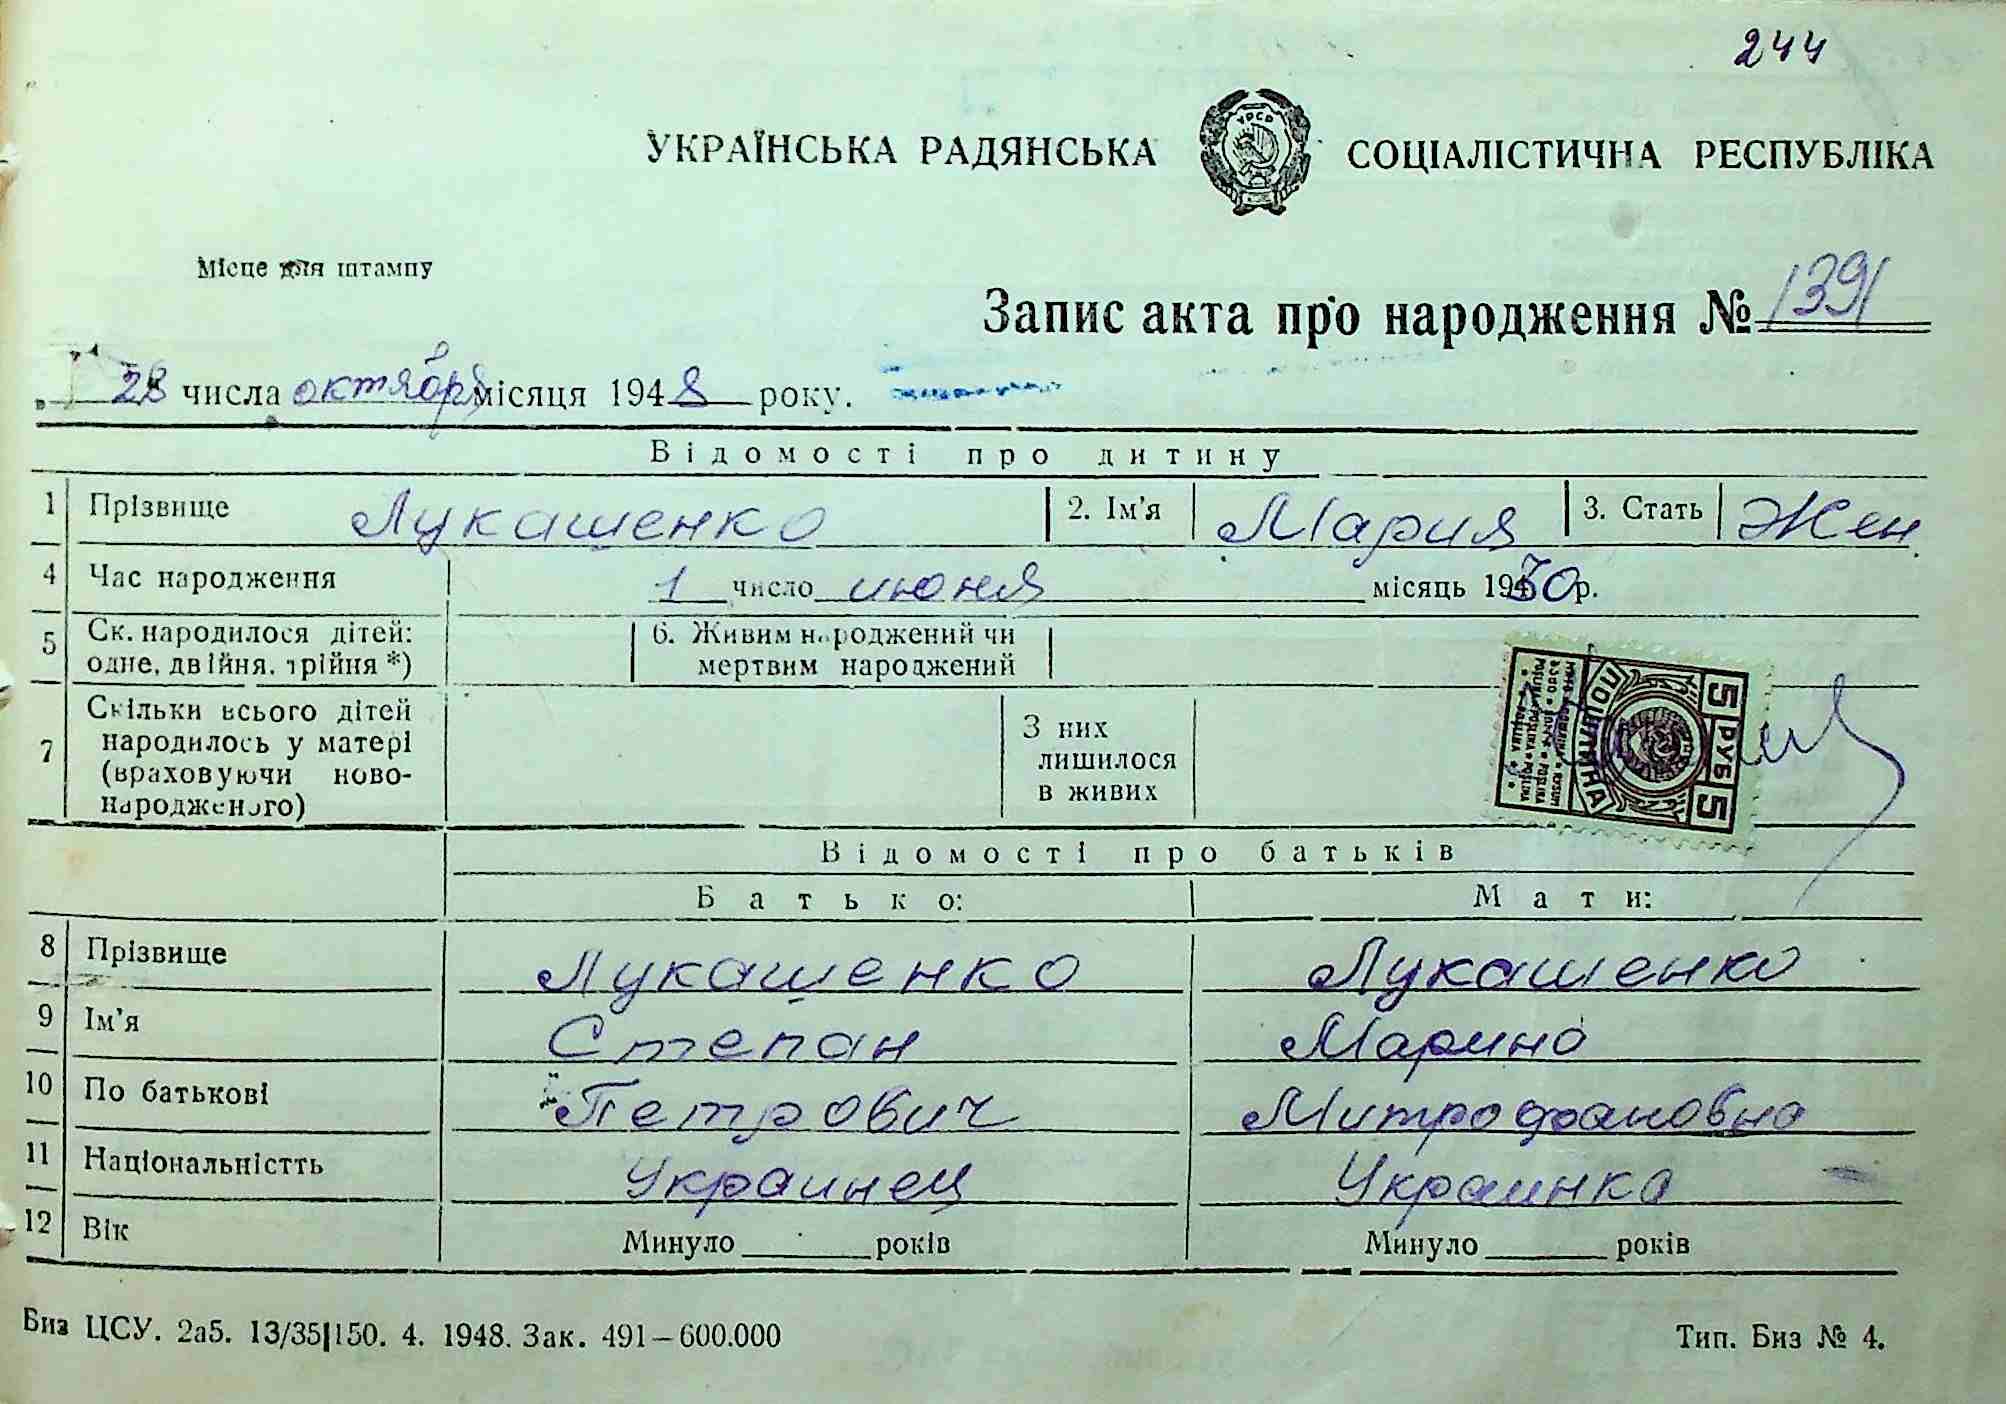 244
УКРАЇНСЬКА РАДЯНСЬКА СОЦІАЛІСТИЧНА РЕСПУБЛІКА
УРСР
Місце для штампу
Запис акта про народження № 1391
28 числа октября місяця 1948 року.
Відомості про дитину
1 Прізвище Лукашенко 2. Ім'я Мария 3. Стать Жен.
4 Час народження 1 число июня місяць 1930 р.
5 Ск. народилося дітей: одне, двійня, трійня *) 6. Живим народжений чи мертвим народжений
7 Скільки всього дітей народилось у матері (враховуючи ново-народженого) З них лишилося в живих
5 РУБ 5
ПОШЛИНА
Відомості про батьків
Батько: Мати:
8 Прізвище Лукашенко Лукашенко
9 Ім'я Степан Марина
10 По батькові Петрович Митрофановна
11 Національністть Украинец Украинка
12 Вік Минуло ______ років Минуло ______ років
Биз ЦСУ. 2а5. 13/35|150. 4. 1948. Зак. 491—600.000 Тип. Биз № 4.